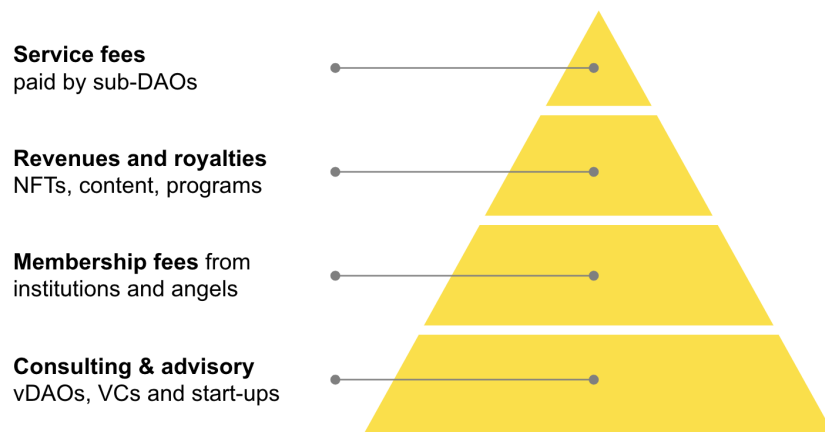 Service fees
paid by sub-DAOs
Revenues and royalties
NFTs, content, programs
Membership fees from
institutions and angels
Consulting & advisory
vDAOs, VCs and start-ups